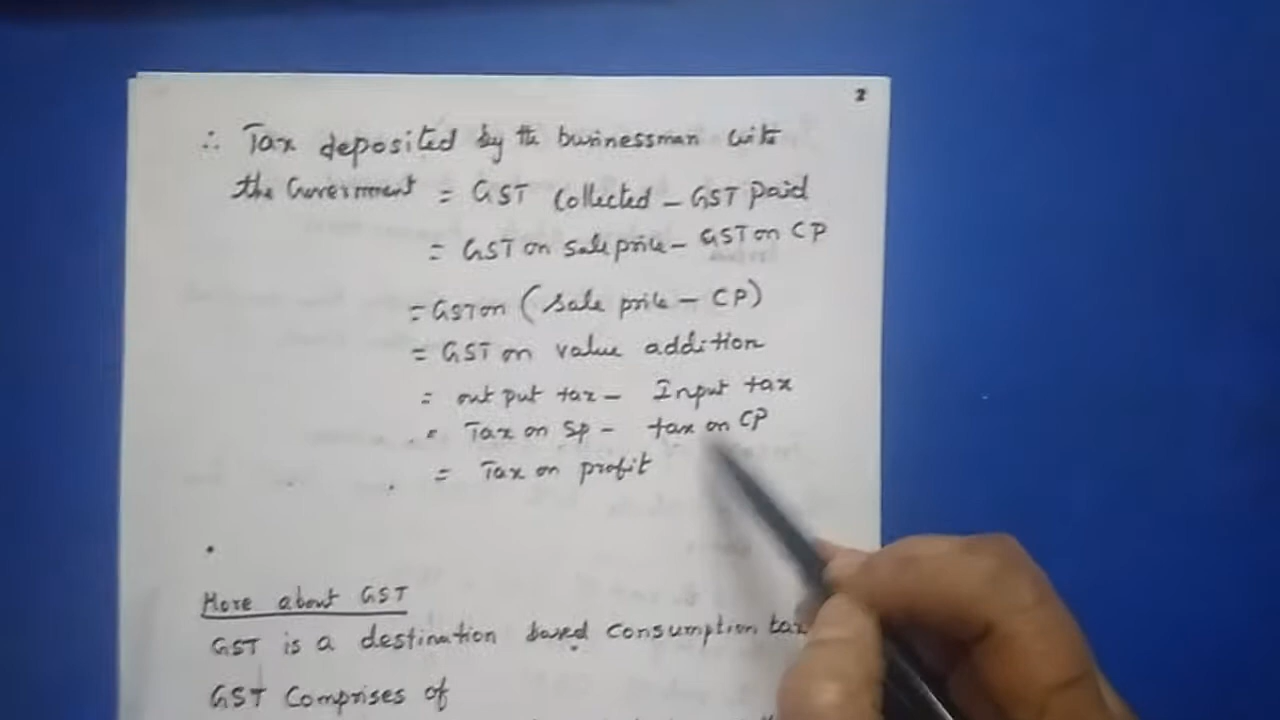 2
∴ Tax deposited by the businessman with
the Goverment = GST Collected - GST Paid
= GST on sale price - GST on CP
= GST on (Sale price - CP)
= GST on value addition
= out put tax - Input tax
= Tax on SP - tax on CP
= Tax on profit
More about GST
GST is a destination based consumption tax
GST Comprises of